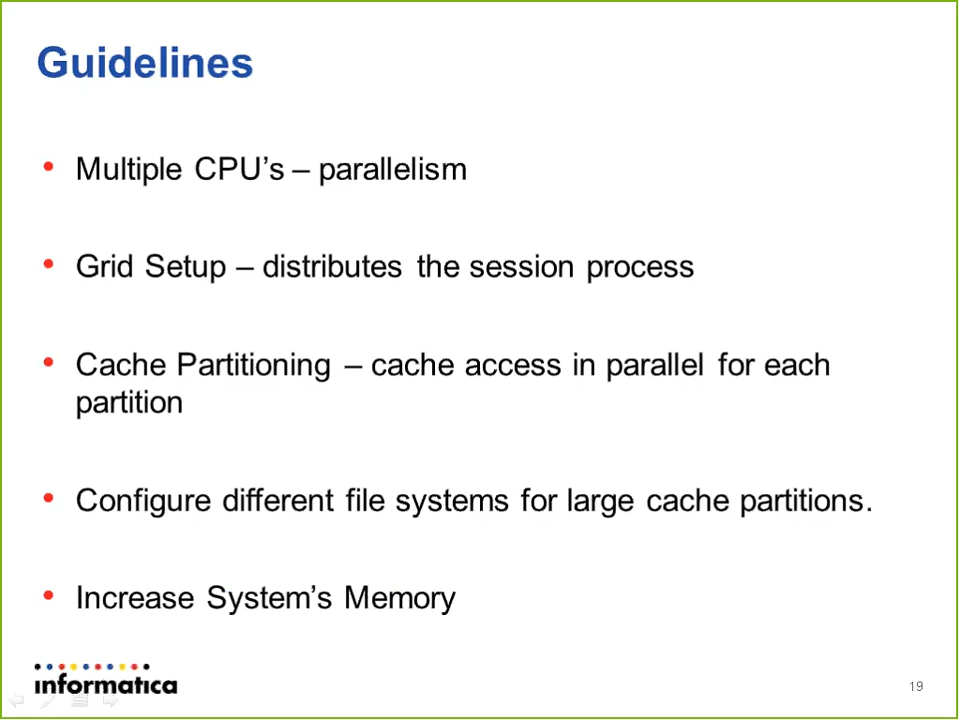 Guidelines
• Multiple CPU’s – parallelism
• Grid Setup – distributes the session process
• Cache Partitioning – cache access in parallel for each
partition
• Configure different file systems for large cache partitions.
• Increase System’s Memory
informatica
19